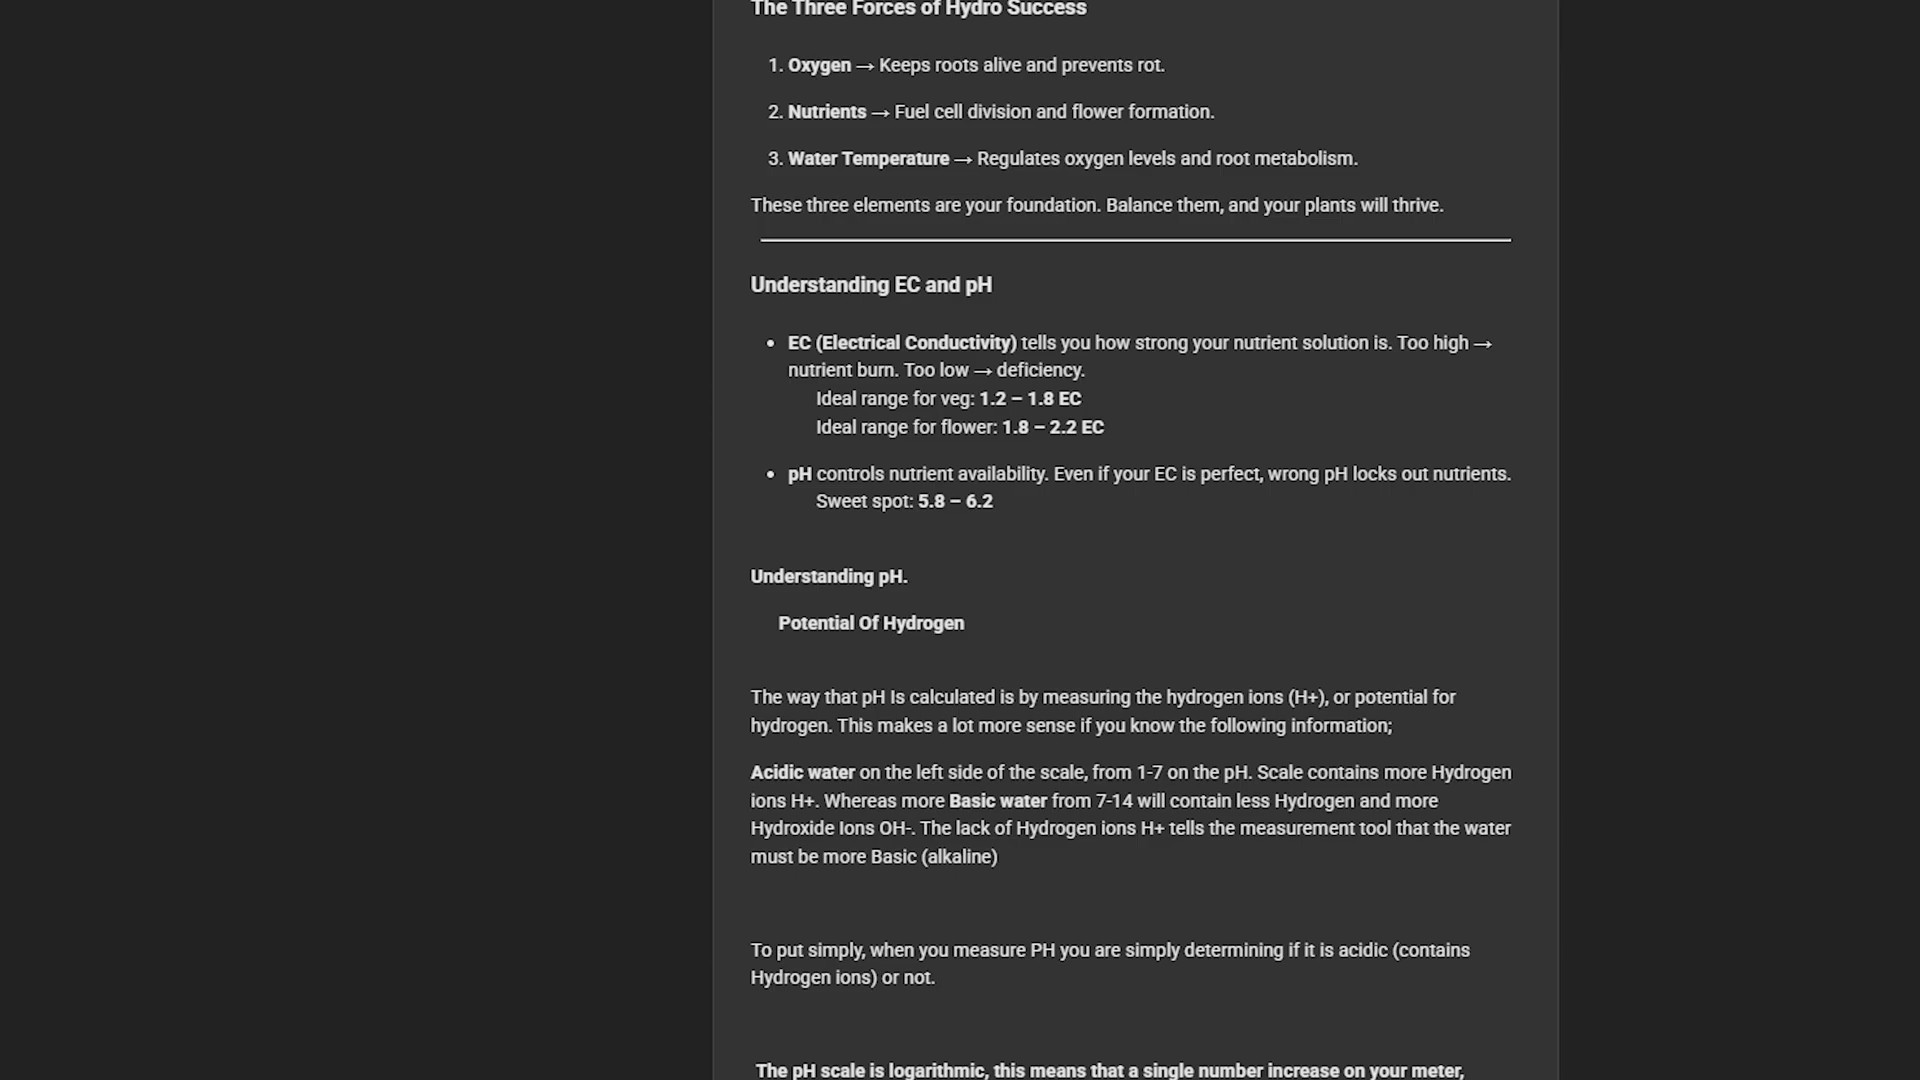 The Three Forces of Hydro Success
1. Oxygen → Keeps roots alive and prevents rot.
2. Nutrients → Fuel cell division and flower formation.
3. Water Temperature → Regulates oxygen levels and root metabolism.
These three elements are your foundation. Balance them, and your plants will thrive.
Understanding EC and pH
• EC (Electrical Conductivity) tells you how strong your nutrient solution is. Too high →
nutrient burn. Too low → deficiency.
Ideal range for veg: 1.2 – 1.8 EC
Ideal range for flower: 1.8 – 2.2 EC
• pH controls nutrient availability. Even if your EC is perfect, wrong pH locks out nutrients.
Sweet spot: 5.8 – 6.2
Understanding pH.
Potential Of Hydrogen
The way that pH Is calculated is by measuring the hydrogen ions (H+), or potential for
hydrogen. This makes a lot more sense if you know the following information;
Acidic water on the left side of the scale, from 1-7 on the pH. Scale contains more Hydrogen
ions H+. Whereas more Basic water from 7-14 will contain less Hydrogen and more
Hydroxide Ions OH-. The lack of Hydrogen ions H+ tells the measurement tool that the water
must be more Basic (alkaline)
To put simply, when you measure PH you are simply determining if it is acidic (contains
Hydrogen ions) or not.
The pH scale is logarithmic, this means that a single number increase on your meter,